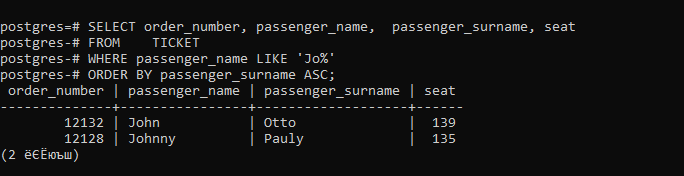 postgres=# SELECT order_number, passenger_name,  passenger_surname, seat
postgres-# FROM    TICKET
postgres-# WHERE passenger_name LIKE 'Jo%'
postgres-# ORDER BY passenger_surname ASC;
 order_number | passenger_name | passenger_surname | seat
--------------+----------------+-------------------+------
        12132 | John           | Otto              |  139
        12128 | Johnny         | Pauly             |  135
(2 ёЄЁюъш)